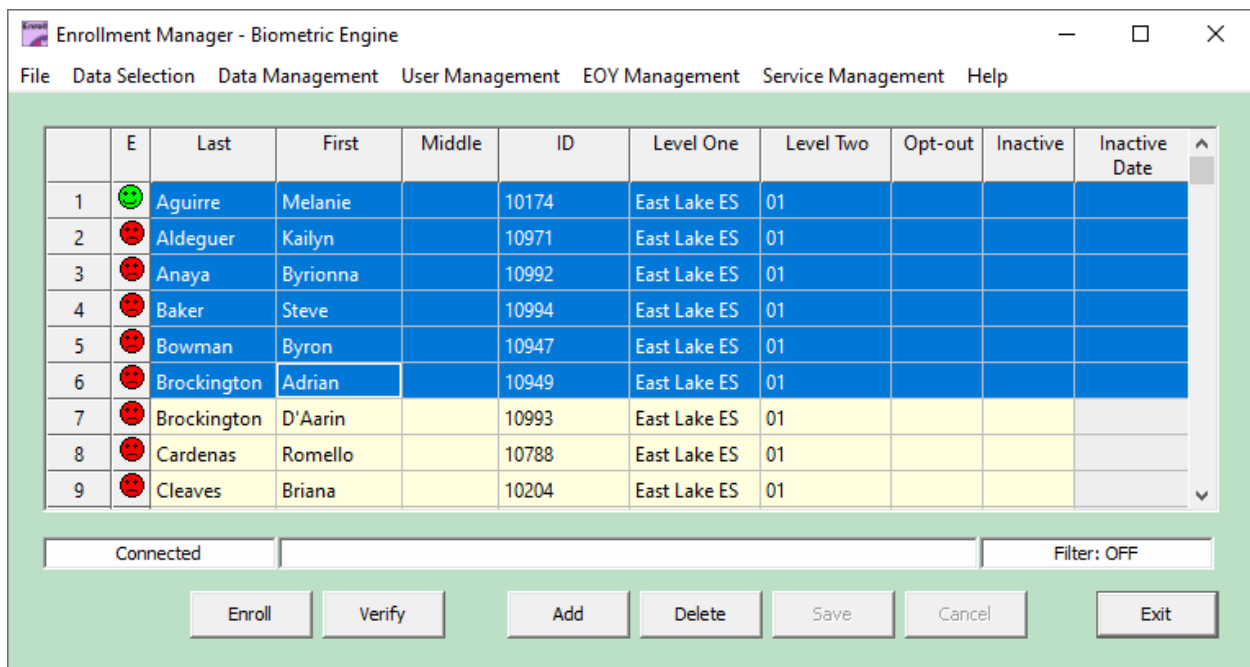 Enroll
Enrollment Manager - Biometric Engine
File Data Selection Data Management User Management EOY Management Service Management Help
E Last First Middle ID Level One Level Two Opt-out Inactive Inactive
Date
1 Aguirre Melanie 10174 East Lake ES 01
2 Aldeguer Kailyn 10971 East Lake ES 01
3 Anaya Byrionna 10992 East Lake ES 01
4 Baker Steve 10994 East Lake ES 01
5 Bowman Byron 10947 East Lake ES 01
6 Brockington Adrian 10949 East Lake ES 01
7 Brockington D'Aarin 10993 East Lake ES 01
8 Cardenas Romello 10788 East Lake ES 01
9 Cleaves Briana 10204 East Lake ES 01
Connected Filter: OFF
Enroll Verify Add Delete Save Cancel Exit